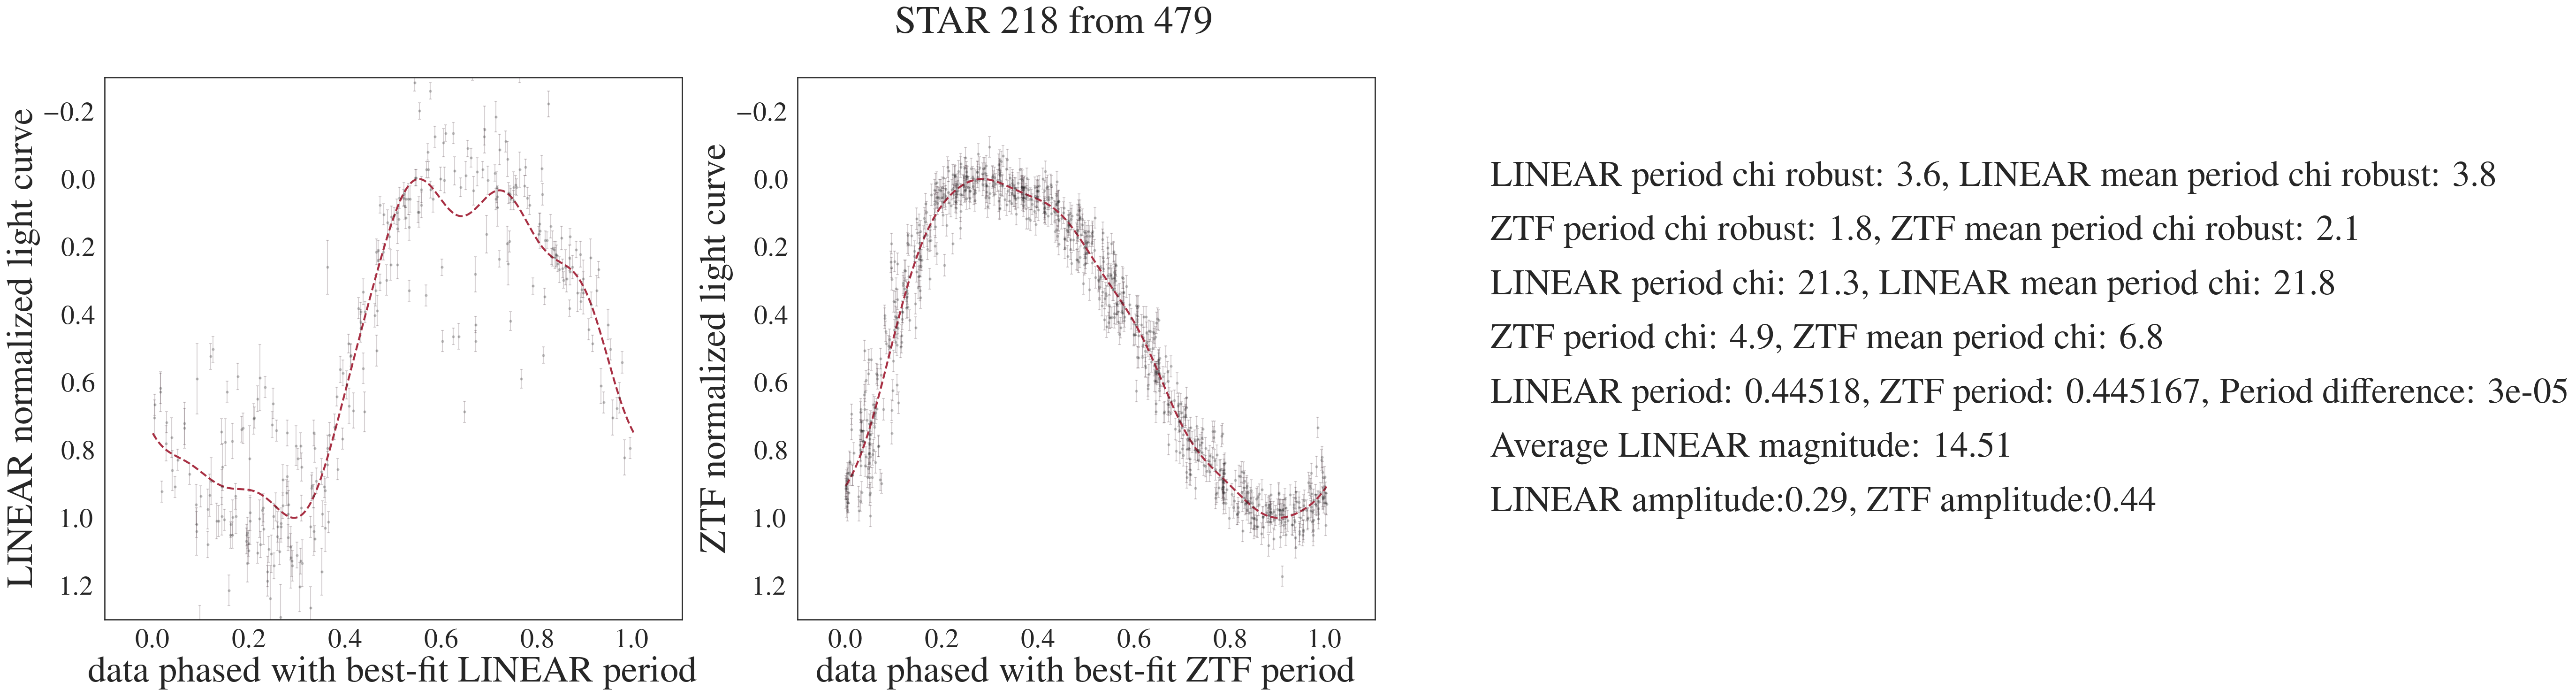 STAR 218 from 479
LINEAR normalized light curve
−0.2
0.0
0.2
0.4
0.6
0.8
1.0
1.2
0.0 0.2 0.4 0.6 0.8 1.0
data phased with best-fit LINEAR period
ZTF normalized light curve
−0.2
0.0
0.2
0.4
0.6
0.8
1.0
1.2
0.0 0.2 0.4 0.6 0.8 1.0
data phased with best-fit ZTF period
LINEAR period chi robust: 3.6, LINEAR mean period chi robust: 3.8
ZTF period chi robust: 1.8, ZTF mean period chi robust: 2.1
LINEAR period chi: 21.3, LINEAR mean period chi: 21.8
ZTF period chi: 4.9, ZTF mean period chi: 6.8
LINEAR period: 0.44518, ZTF period: 0.445167, Period difference: 3e-05
Average LINEAR magnitude: 14.51
LINEAR amplitude:0.29, ZTF amplitude:0.44